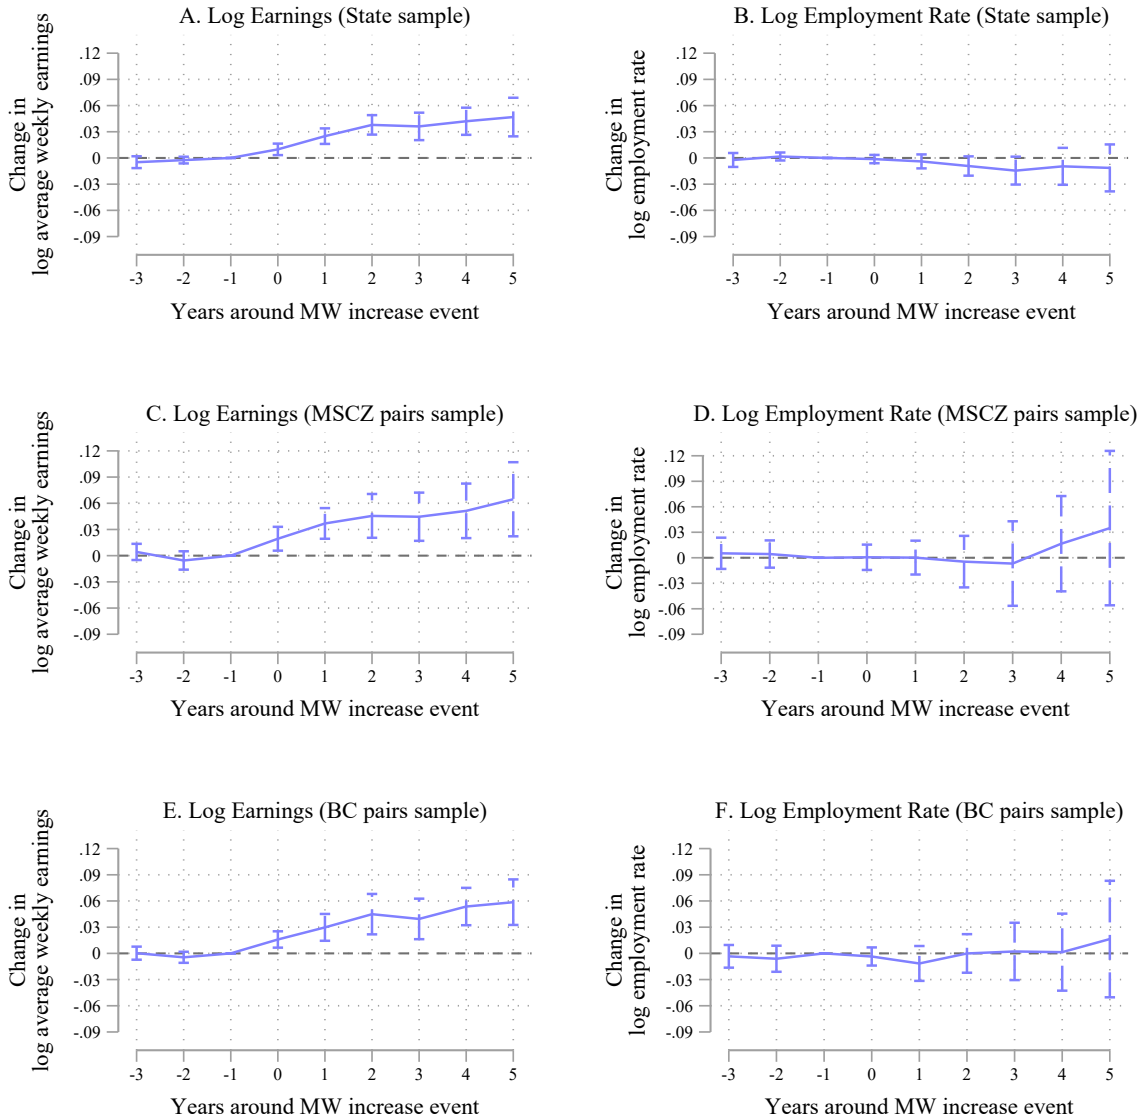 A. Log Earnings (State sample)
Change in
log average weekly earnings
.12
.09
.06
.03
0
-.03
-.06
-.09
-3 -2 -1 0 1 2 3 4 5
Years around MW increase event
B. Log Employment Rate (State sample)
Change in
log employment rate
.12
.09
.06
.03
0
-.03
-.06
-.09
-3 -2 -1 0 1 2 3 4 5
Years around MW increase event
C. Log Earnings (MSCZ pairs sample)
Change in
log average weekly earnings
.12
.09
.06
.03
0
-.03
-.06
-.09
-3 -2 -1 0 1 2 3 4 5
Years around MW increase event
D. Log Employment Rate (MSCZ pairs sample)
Change in
log employment rate
.12
.09
.06
.03
0
-.03
-.06
-.09
-3 -2 -1 0 1 2 3 4 5
Years around MW increase event
E. Log Earnings (BC pairs sample)
Change in
log average weekly earnings
.12
.09
.06
.03
0
-.03
-.06
-.09
-3 -2 -1 0 1 2 3 4 5
Years around MW increase event
F. Log Employment Rate (BC pairs sample)
Change in
log employment rate
.12
.09
.06
.03
0
-.03
-.06
-.09
-3 -2 -1 0 1 2 3 4 5
Years around MW increase event